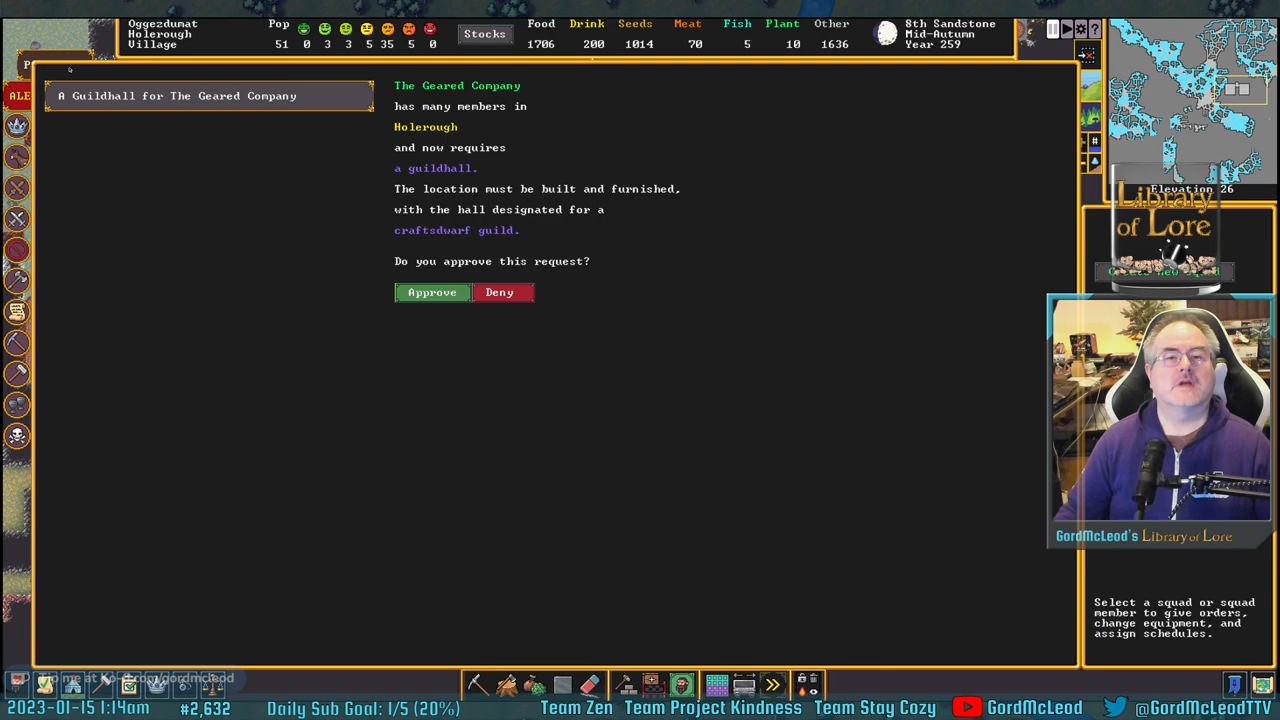 Oggezdunat
Holerough
Village
Pop
51 0 3 3 5 35 5 0
Stocks
Food Drink Seeds Meat Fish Plant Other
1706 200 1014 70 5 10 1636
8th Sandstone
Mid-Autumn
Year 259
ALE
A Guildhall for The Geared Company
The Geared Company
has many members in
Holerough
and now requires
a guildhall.
The location must be built and furnished,
with the hall designated for a
craftsdwarf guild.
Do you approve this request?
Approve Deny
Elevation 26
Library
of Lore
GordMcLeod's Library of Lore
Select a squad or squad
member to give orders,
change equipment, and
assign schedules.
2023-01-15 1:14am #2,632 Daily Sub Goal: 1/5 (20%) Team Zen Team Project Kindness Team Stay Cozy GordMcLeod @GordMcLeodTTV